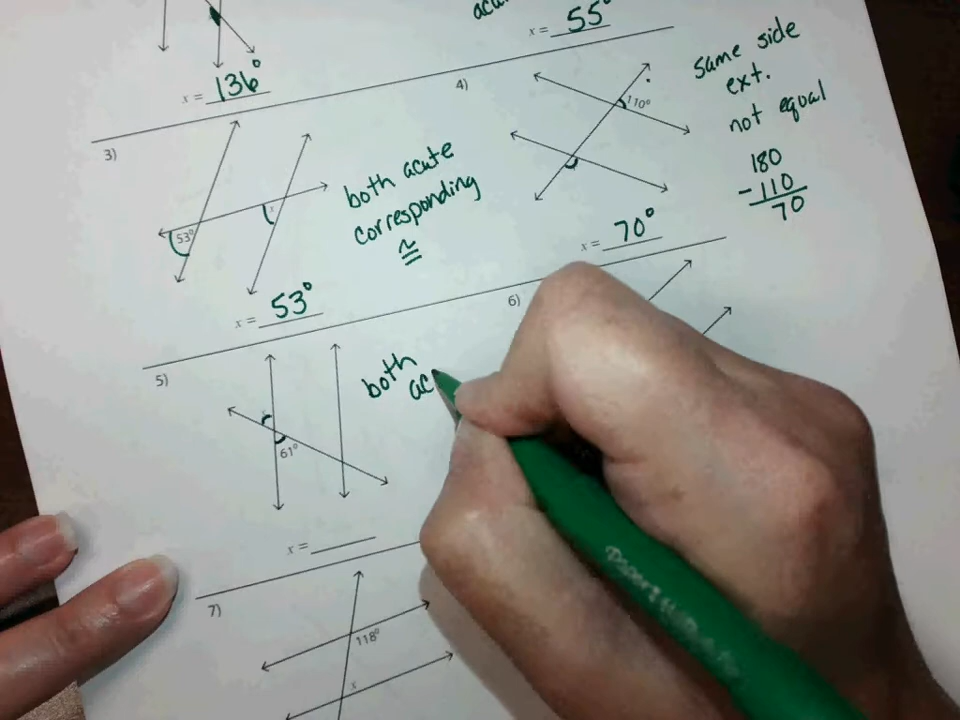 acu
x = 55°
x = 136°
3)
53°
x
both acute
corresponding
≅
x = 53°
4)
110°
same side
ext.
not equal
180
-110
70
x = 70°
5)
61°
both
ac
x =
6)
7)
118°
x